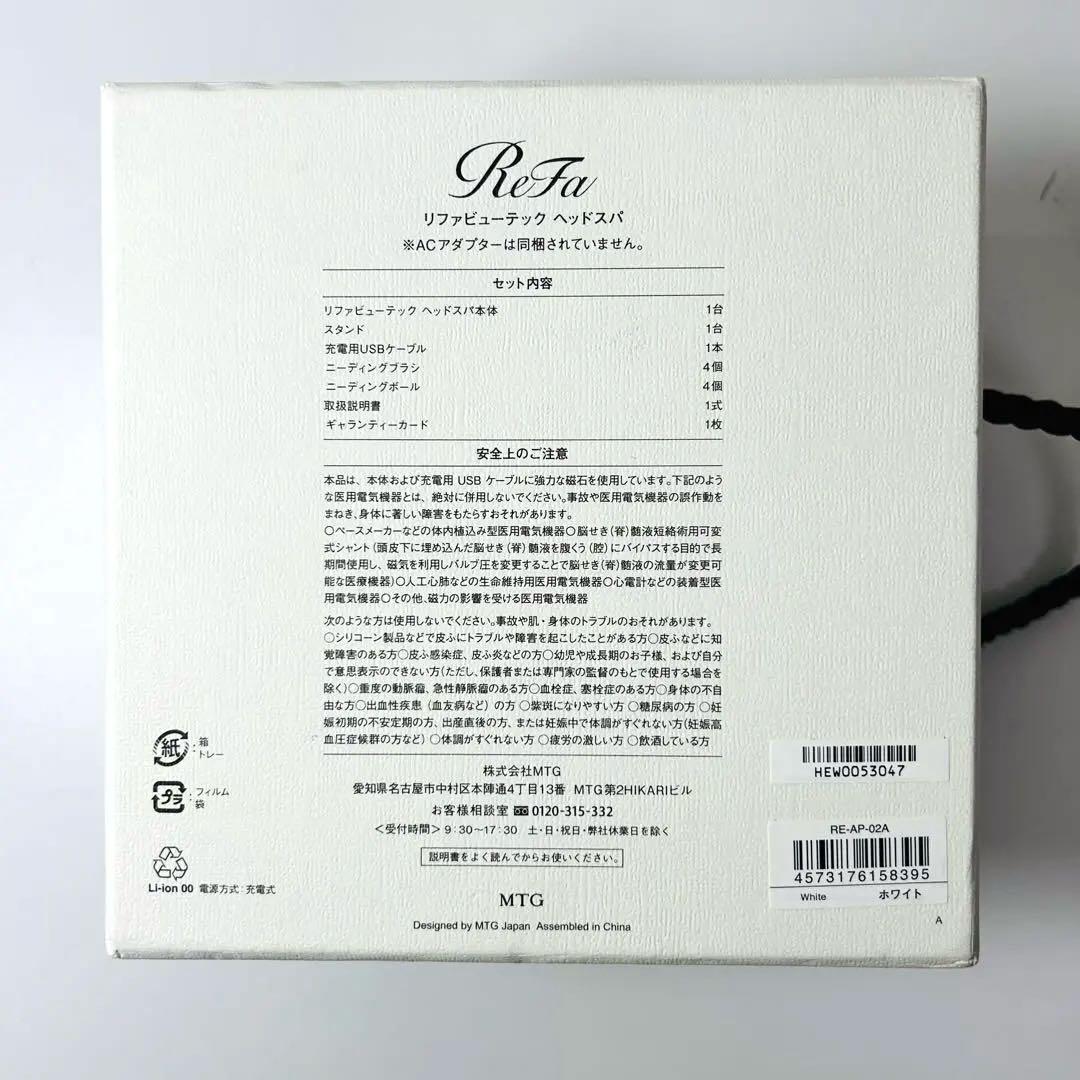 ReFa
リファビューテック ヘッドスパ
※ACアダプターは同梱されていません。
セット内容
リファビューテック ヘッドスパ本体 1台
スタンド 1台
充電用USBケーブル 1本
ニーディングブラシ 4個
ニーディングボール 4個
取扱説明書 1式
ギャランティーカード 1枚
安全上のご注意
本品は、本体および充電用 USB ケーブルに強力な磁石を使用しています。下記のよう
な医用電気機器とは、絶対に併用しないでください。事故や医用電気機器の誤作動を
まねき、身体に著しい障害をもたらすおそれがあります。
○ペースメーカーなどの体内植込み型医用電気機器○脳せき(脊)髄液短絡術用可変
式シャント(頭皮下に埋め込んだ脳せき(脊)髄液を腹くう(腔)にバイパスする目的で長
期間使用し、磁気を利用しバルブ圧を変更することで脳せき(脊)髄液の流量が変更可
能な医療機器)○人工心肺などの生命維持用医用電気機器○心電計などの装着型医
用電気機器○その他、磁力の影響を受ける医用電気機器
次のような方は使用しないでください。事故や肌・身体のトラブルのおそれがあります。
○シリコーン製品などで皮ふにトラブルや障害を起こしたことがある方○皮ふなどに知
覚障害のある方○皮ふ感染症、皮ふ炎などの方○幼児や成長期のお子様、および自分
で意思表示のできない方(ただし、保護者または専門家の監督のもとで使用する場合を
除く)○重度の動脈瘤、急性静脈瘤のある方○血栓症、塞栓症のある方○身体の不自
由な方○出血性疾患(血友病など)の方 ○紫斑になりやすい方 ○糖尿病の方 ○妊
娠初期の不安定期の方、出産直後の方、または妊娠中で体調がすぐれない方(妊娠高
血圧症候群の方など) ○体調がすぐれない方 ○疲労の激しい方 ○飲酒している方
株式会社MTG
愛知県名古屋市中村区本陣通4丁目13番 MTG第2HIKARIビル
お客様相談室 0120-315-332
＜受付時間＞9:30〜17:30 土・日・祝日・弊社休業日を除く
説明書をよく読んでからお使いください。
MTG
Designed by MTG Japan Assembled in China
紙 : 箱
トレー
プラ : フィルム
袋
Li-ion 00 電源方式:充電式
HEW0053047
RE-AP-02A
4573176158395
White ホワイト
A